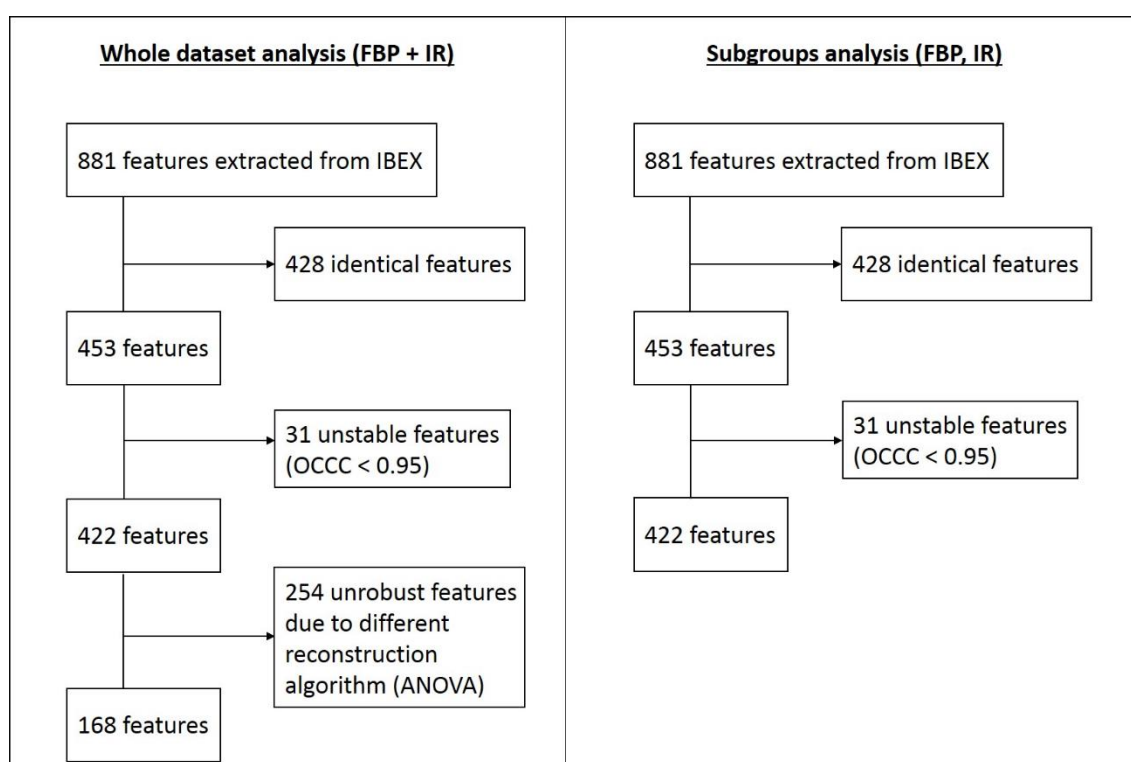 Whole dataset analysis (FBP + IR)
881 features extracted from IBEX
428 identical features
453 features
31 unstable features
(OCCC < 0.95)
422 features
254 unrobust features
due to different
reconstruction
algorithm (ANOVA)
168 features
Subgroups analysis (FBP, IR)
881 features extracted from IBEX
428 identical features
453 features
31 unstable features
(OCCC < 0.95)
422 features